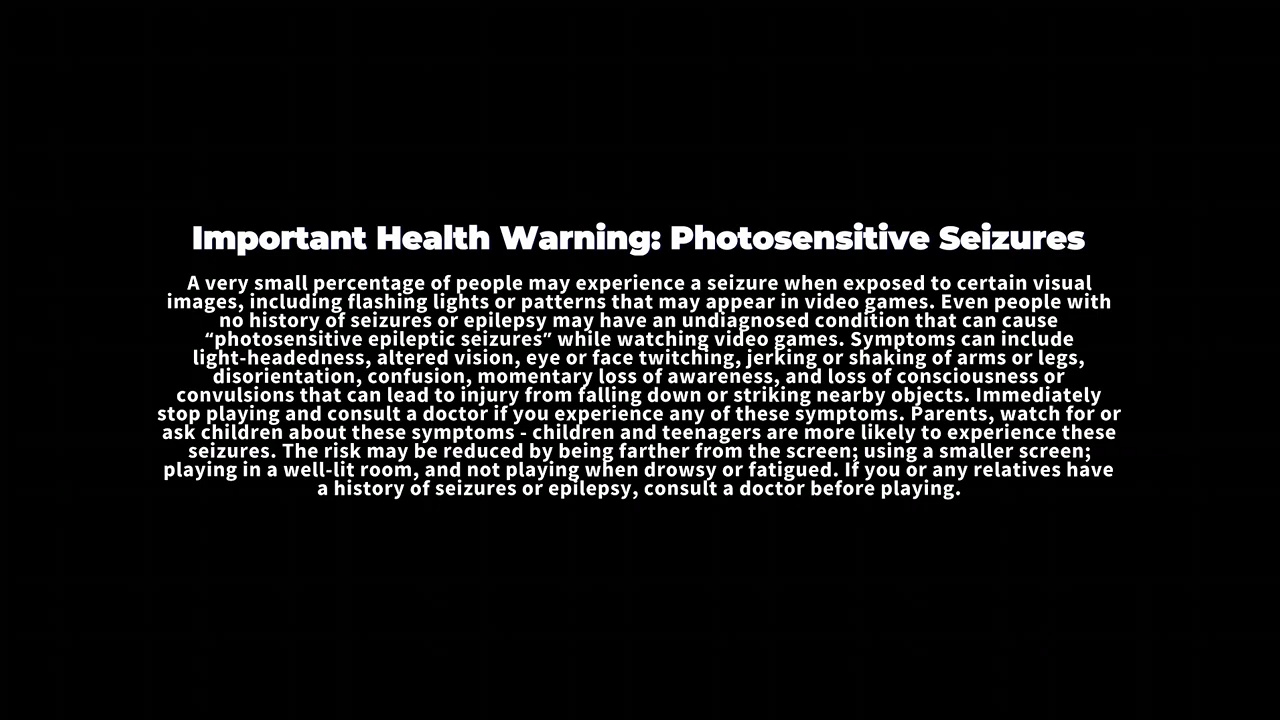 Important Health Warning: Photosensitive Seizures
A very small percentage of people may experience a seizure when exposed to certain visual
images, including flashing lights or patterns that may appear in video games. Even people with
no history of seizures or epilepsy may have an undiagnosed condition that can cause
“photosensitive epileptic seizures” while watching video games. Symptoms can include
light-headedness, altered vision, eye or face twitching, jerking or shaking of arms or legs,
disorientation, confusion, momentary loss of awareness, and loss of consciousness or
convulsions that can lead to injury from falling down or striking nearby objects. Immediately
stop playing and consult a doctor if you experience any of these symptoms. Parents, watch for or
ask children about these symptoms - children and teenagers are more likely to experience these
seizures. The risk may be reduced by being farther from the screen; using a smaller screen;
playing in a well-lit room, and not playing when drowsy or fatigued. If you or any relatives have
a history of seizures or epilepsy, consult a doctor before playing.